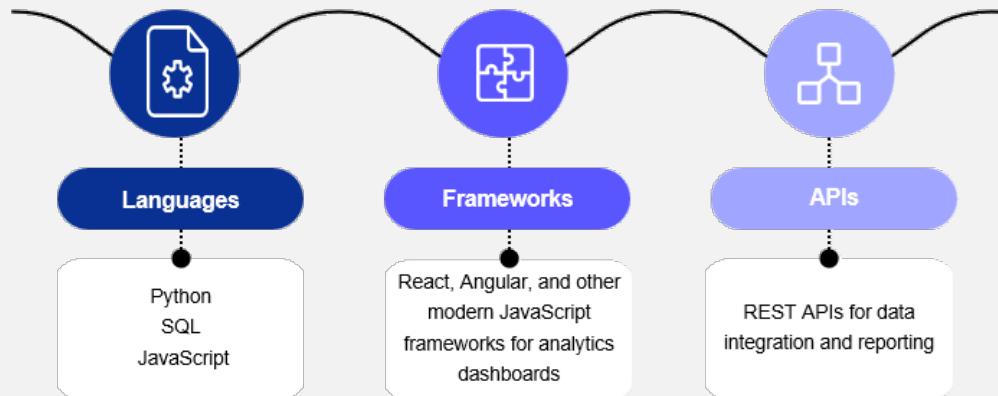 Languages
Python
SQL
JavaScript
Frameworks
React, Angular, and other
modern JavaScript
frameworks for analytics
dashboards
APIs
REST APIs for data
integration and reporting